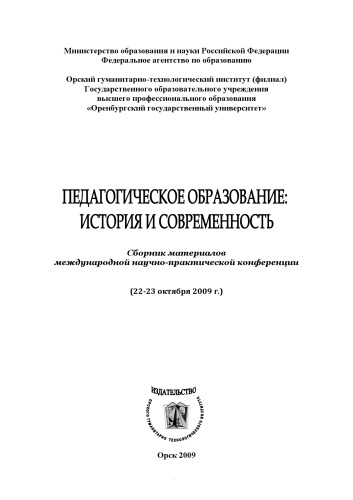 Министерство образования и науки Российской Федерации
Федеральное агентство по образованию
Орский гуманитарно-технологический институт (филиал)
Государственного образовательного учреждения
высшего профессионального образования
«Оренбургский государственный университет»
ПЕДАГОГИЧЕСКОЕ ОБРАЗОВАНИЕ:
ИСТОРИЯ И СОВРЕМЕННОСТЬ
Сборник материалов
международной научно-практической конференции
(22-23 октября 2009 г.)
ИЗДАТЕЛЬСТВО
Орск 2009